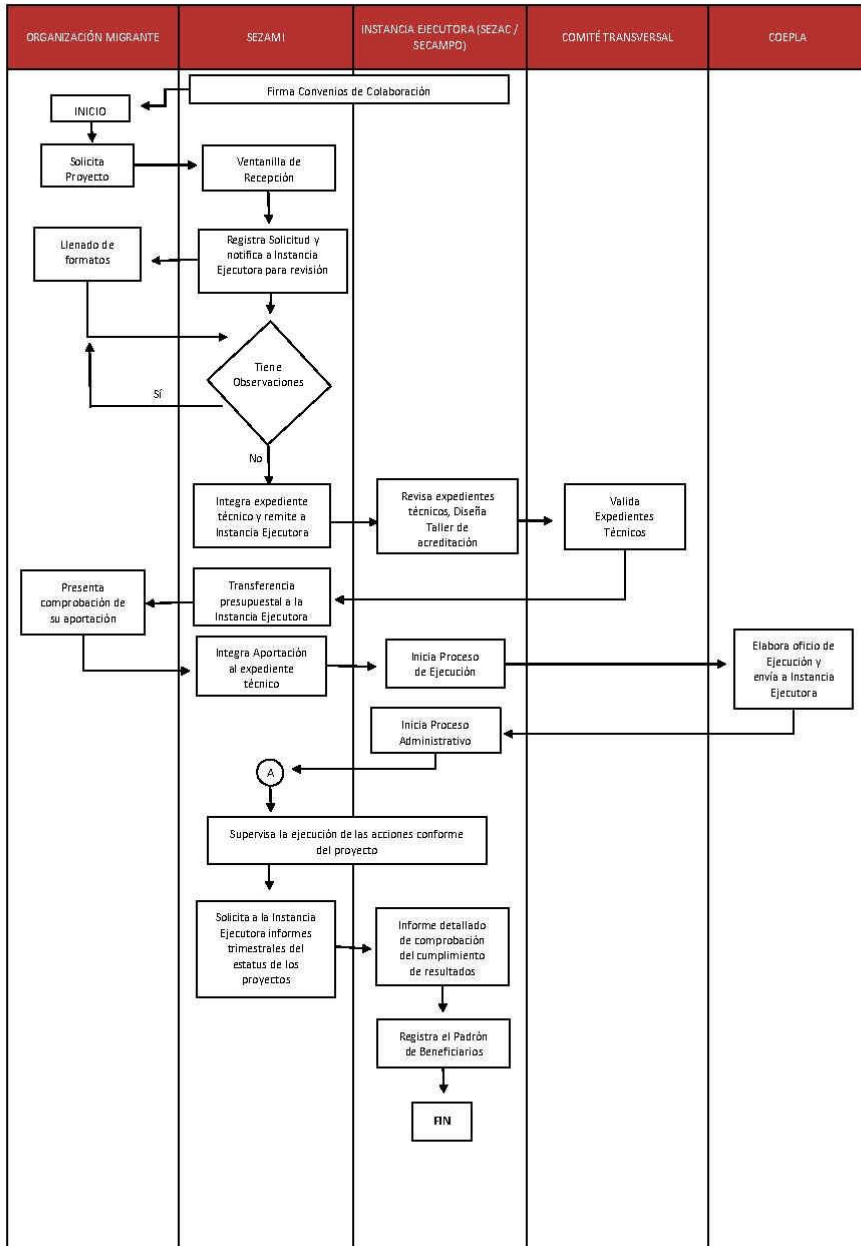 ORGANIZACIÓN MIGRANTE
SEZAMI
INSTANCIA EJECUTORA (SEZAC /
SECAMPO)
COMITÉ TRANSVERSAL
COEPLA
Firma Convenios de Colaboración
INICIO
Solicita
Proyecto
Ventanilla de
Recepción
Registra Solicitud y
notifica a Instancia
Ejecutora para revisión
Llenado de
formatos
Tiene
Observaciones
Sí
No
Integra expediente
técnico y remite a
Instancia Ejecutora
Revisa expedientes
técnicos, Diseña
Taller de
acreditación
Valida
Expedientes
Técnicos
Transferencia
presupuestal a la
Instancia Ejecutora
Presenta
comprobación de
su aportación
Integra Aportación
al expediente
técnico
Inicia Proceso
de Ejecución
Elabora oficio de
Ejecución y
envía a Instancia
Ejecutora
Inicia Proceso
Administrativo
A
Supervisa la ejecución de las acciones conforme
del proyecto
Solicita a la Instancia
Ejecutora informes
trimestrales del
estatus de los
proyectos
Informe detallado
de comprobación
del cumplimiento
de resultados
Registra el Padrón
de Beneficiarios
FIN